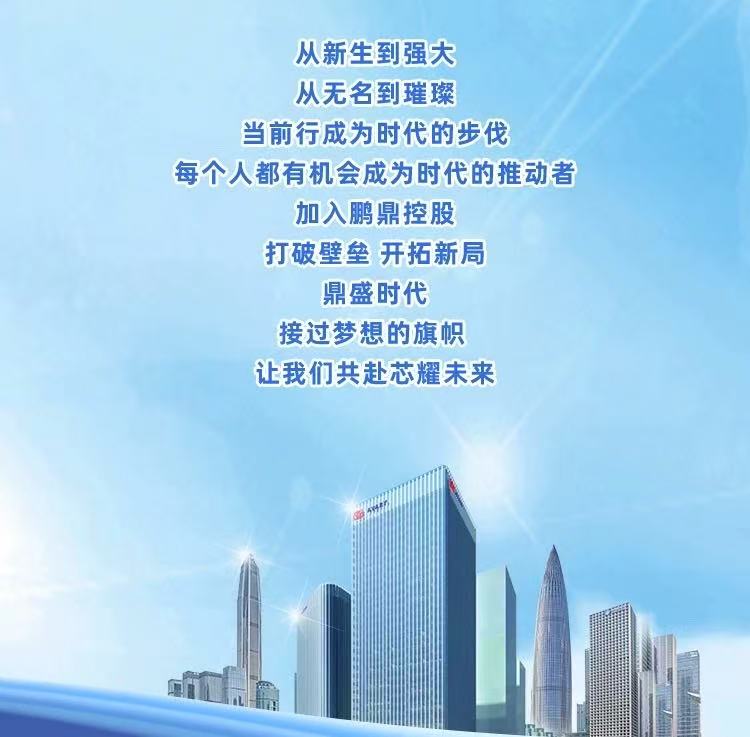 从新生到强大
从无名到璀璨
当前行成为时代的步伐
每个人都有机会成为时代的推动者
加入鹏鼎控股
打破壁垒 开拓新局
鼎盛时代
接过梦想的旗帜
让我们共赴芯耀未来